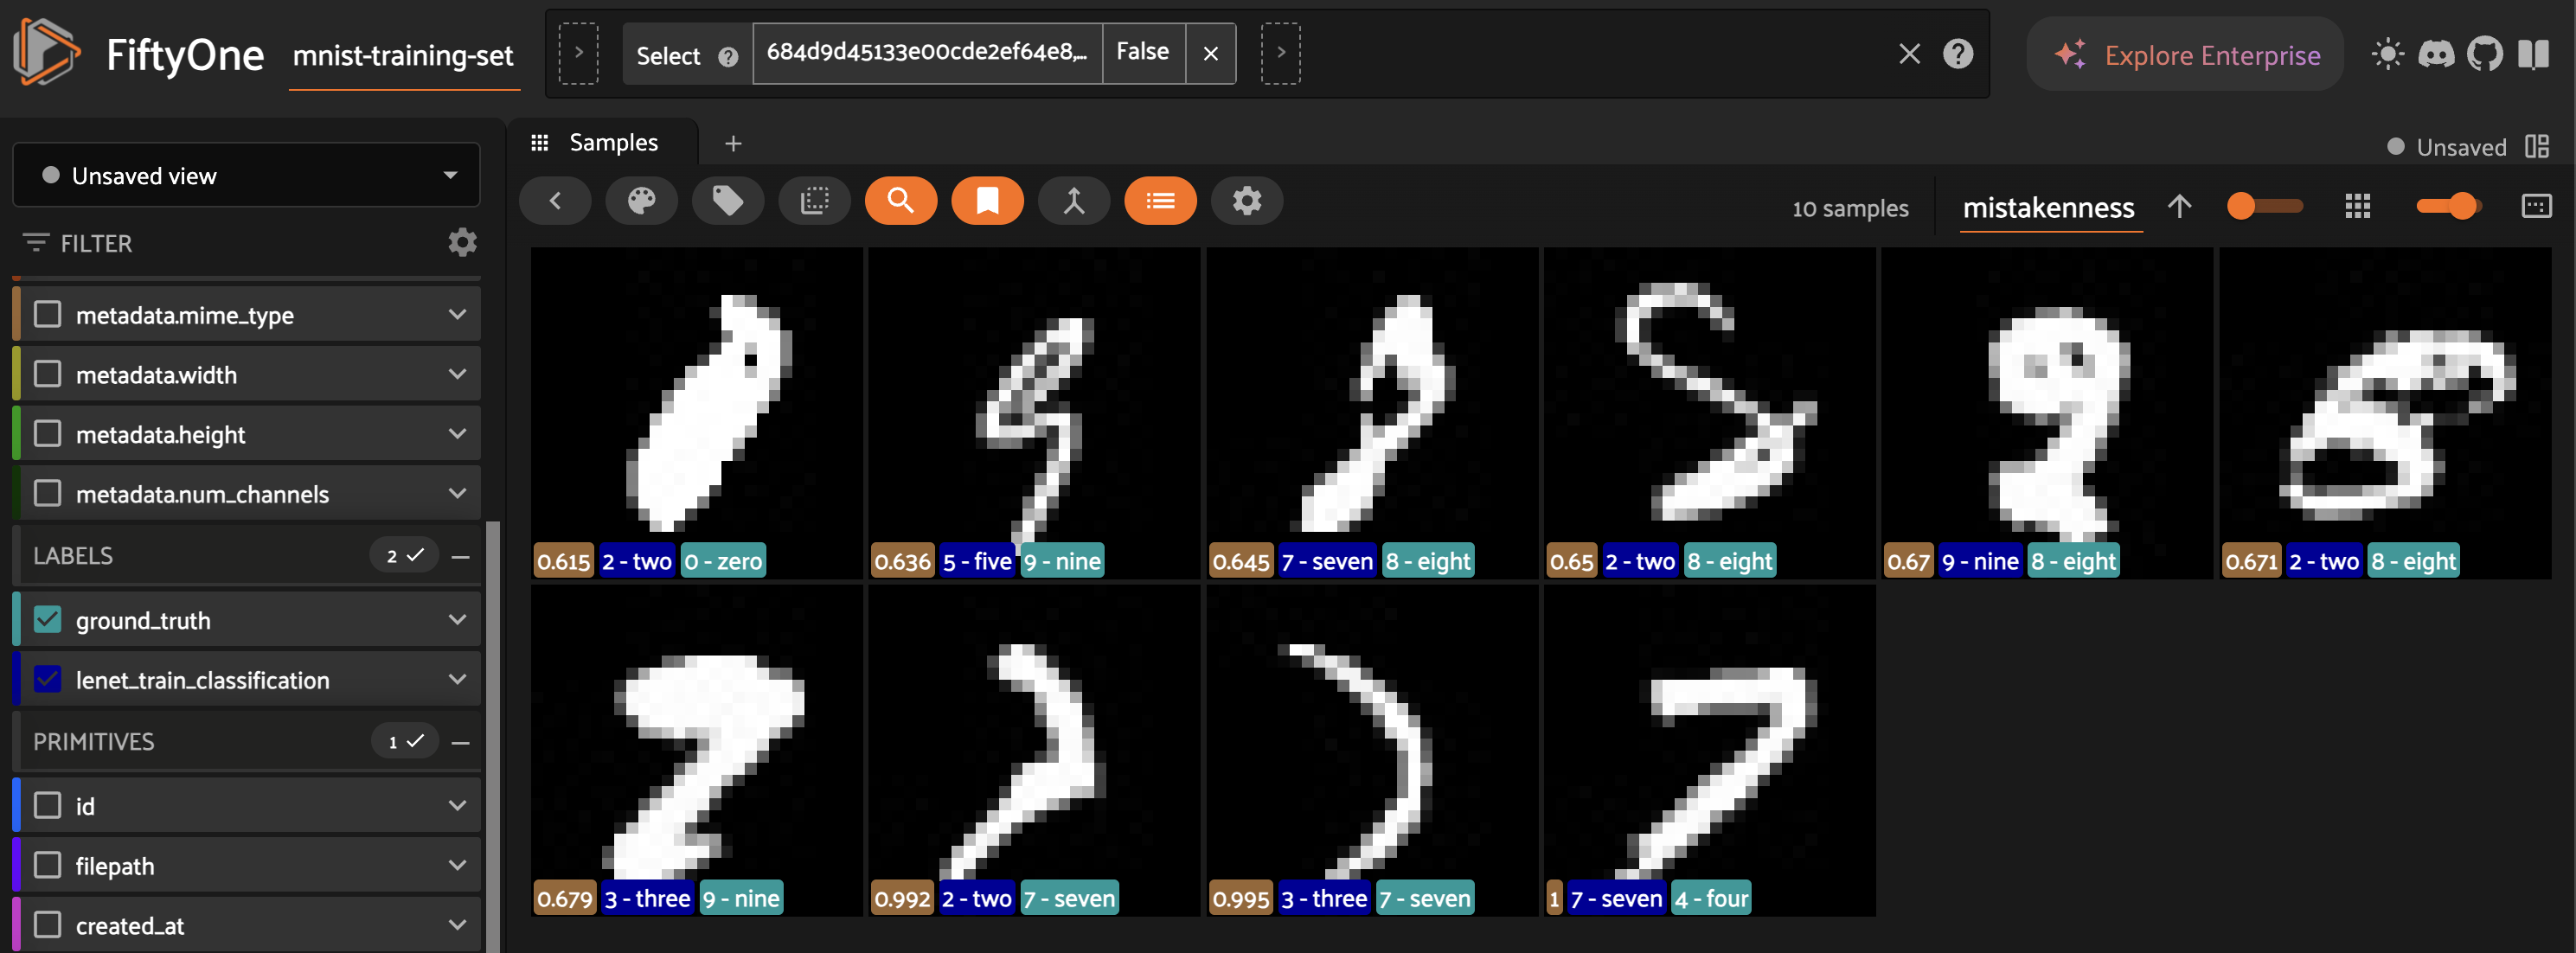 FiftyOne
mnist-training-set
Select ? 684d9d45133e00cde2ef64e8,... False ×
?
Explore Enterprise
Unsaved view
Samples +
Unsaved
FILTER
10 samples
mistakenness
metadata.mime_type
metadata.width
metadata.height
metadata.num_channels
LABELS 2
ground_truth
lenet_train_classification
PRIMITIVES 1
id
filepath
created_at
0.615 2 - two 0 - zero
0.636 5 - five 9 - nine
0.645 7 - seven 8 - eight
0.65 2 - two 8 - eight
0.67 9 - nine 8 - eight
0.671 2 - two 8 - eight
0.679 3 - three 9 - nine
0.992 2 - two 7 - seven
0.995 3 - three 7 - seven
1 7 - seven 4 - four